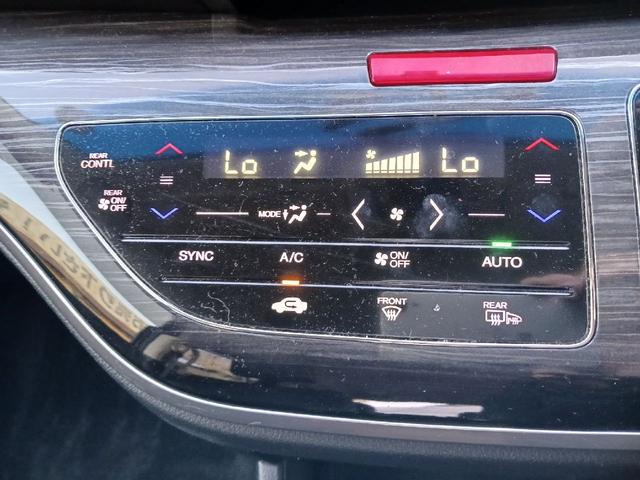 REAR CONTL
Lo Lo
REAR ON/OFF
MODE
SYNC A/C ON/OFF AUTO
FRONT REAR